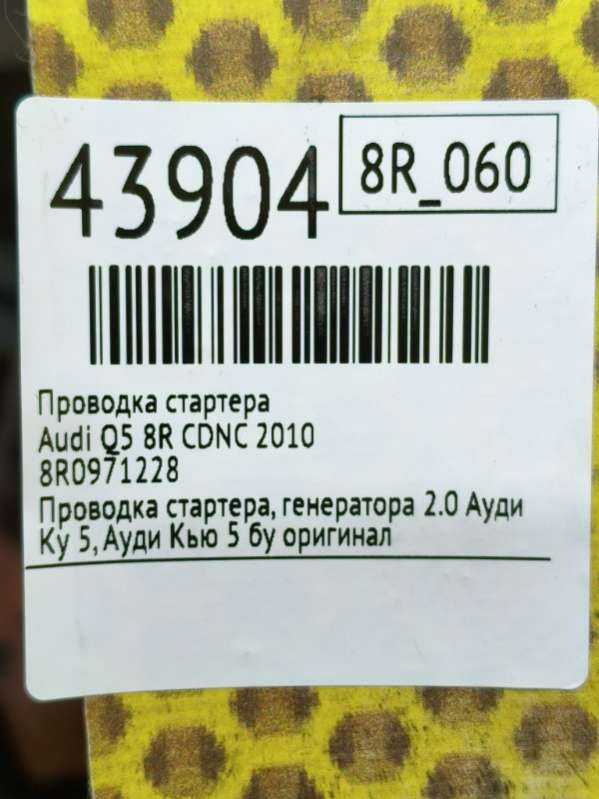 43904
8R_060
Проводка стартера
Audi Q5 8R CDNC 2010
8R0971228
Проводка стартера, генератора 2.0 Ауди
Ку 5, Ауди Кью 5 бу оригинал